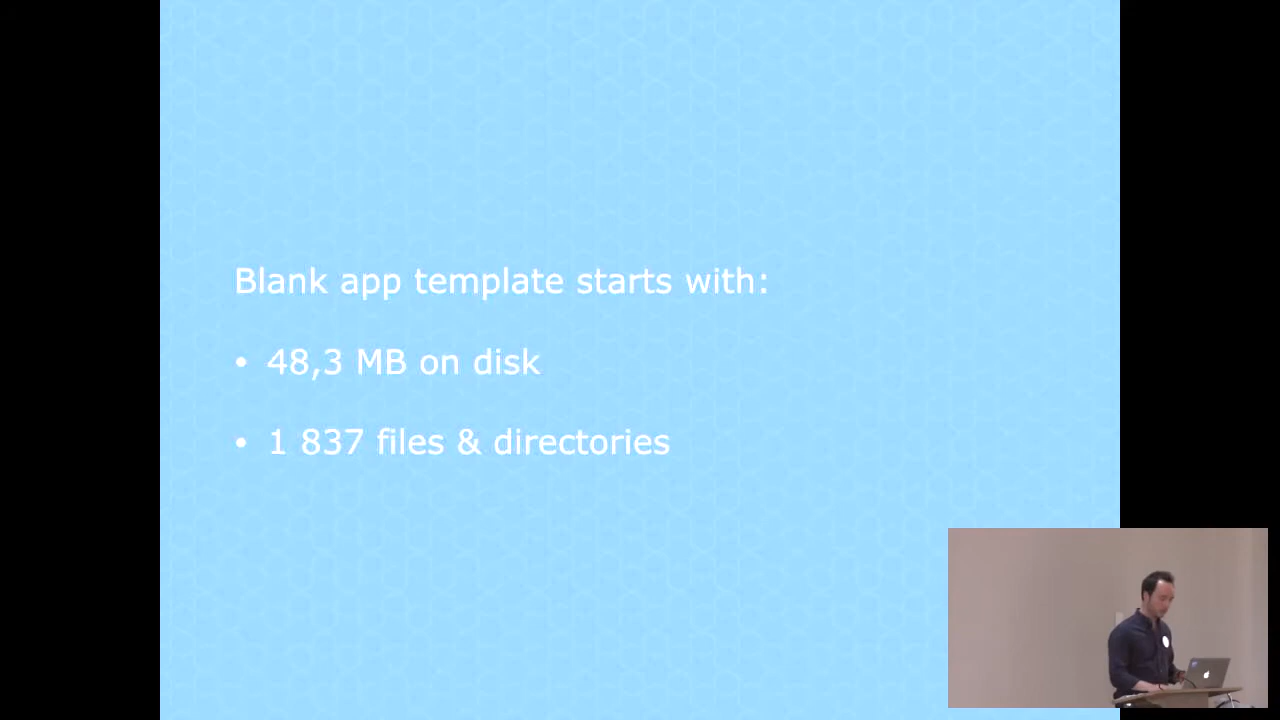 Blank app template starts with:
• 48,3 MB on disk
• 1 837 files & directories